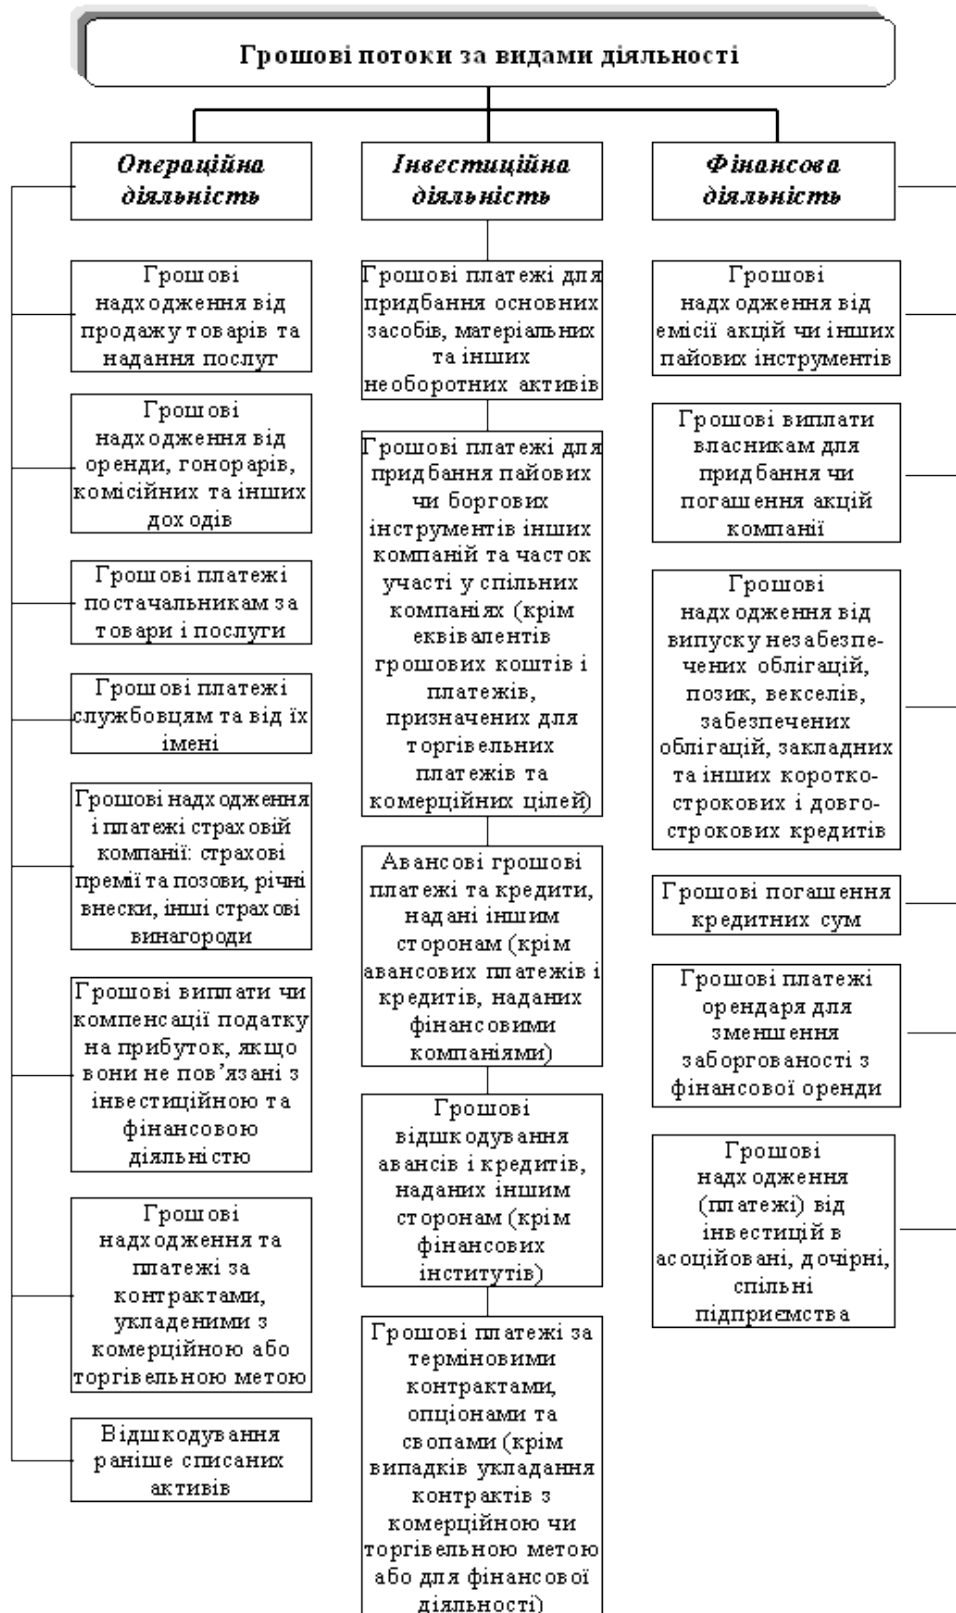 Грошові потоки за видами діяльності
Операційна
діяльність
Грошові
надходження від
продажу товарів та
надання послуг
Грошові
надходження від
оренди, гонорарів,
комісійних та інших
доходів
Грошові платежі
постачальникам за
товари і послуги
Грошові платежі
службовцям та від їх
імені
Грошові надходження
і платежі страховій
компанії: страхові
премії та позови, річні
внески, інші страхові
винагороди
Грошові виплати чи
компенсації податку
на прибуток, якщо
вони не пов’язані з
інвестиційною та
фінансовою
діяльністю
Грошові
надходження та
платежі за
контрактами,
укладеними з
комерційною або
торгівельною метою
Відшкодування
раніше списаних
активів
Інвестиційна
діяльність
Грошові платежі для
придбання основних
засобів, матеріальних
та інших
необоротних активів
Грошові платежі для
придбання пайових
чи боргових
інструментів інших
компаній та часток
участі у спільних
компаніях (крім
еквівалентів
грошових коштів і
платежів,
призначених для
торгівельних
платежів та
комерційних цілей)
Авансові грошові
платежі та кредити,
надані іншим
сторонам (крім
авансових платежів і
кредитів, наданих
фінансовими
компаніями)
Грошові
відшкодування
авансів і кредитів,
наданих іншим
сторонам (крім
фінансових
інститутів)
Грошові платежі за
терміновими
контрактами,
опціонами та
свопами (крім
випадків укладання
контрактів з
комерційною чи
торгівельною метою
або для фінансової
діяльності)
Фінансова
діяльність
Грошові
надходження від
емісії акцій чи інших
пайових інструментів
Грошові виплати
власникам для
придбання чи
погашення акцій
компанії
Грошові
надходження від
випуску незабезпе-
чених облігацій,
позик, векселів,
забезпечених
облігацій, закладних
та інших коротко-
строкових і довго-
строкових кредитів
Грошові погашення
кредитних сум
Грошові платежі
орендаря для
зменшення
заборгованості з
фінансової оренди
Грошові
надходження
(платежі) від
інвестицій в
асоційовані, дочірні,
спільні
підприємства